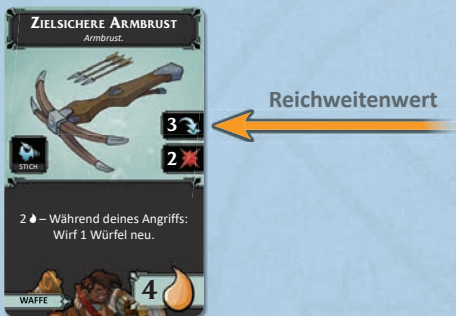 Zielsichere Armbrust
Armbrust.
Reichweitenwert
3
2
STICH
2 – Während deines Angriffs:
Wirf 1 Würfel neu.
WAFFE
4